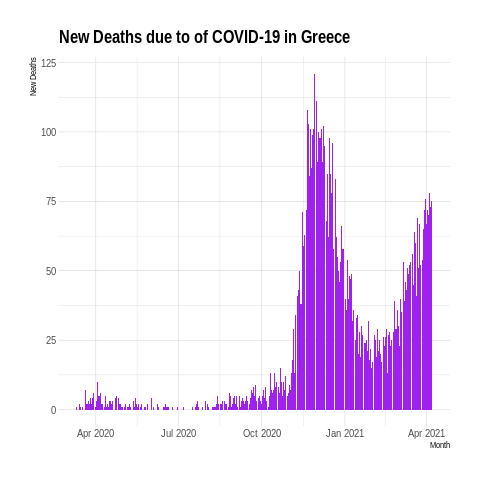 New Deaths due to of COVID-19 in Greece
New Deaths
125
100
75
50
25
0
Apr 2020 Jul 2020 Oct 2020 Jan 2021 Apr 2021
Month